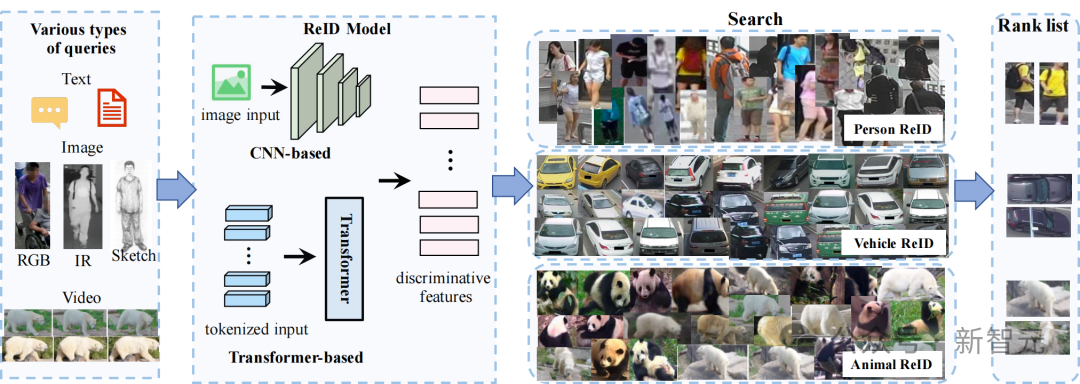 Various types
of queries
Text
Image
RGB
IR
Sketch
Video
ReID Model
image input
CNN-based
Transformer
tokenized input
Transformer-based
discriminative
features
Search
Person ReID
Vehicle ReID
Animal ReID
Rank list
新智元